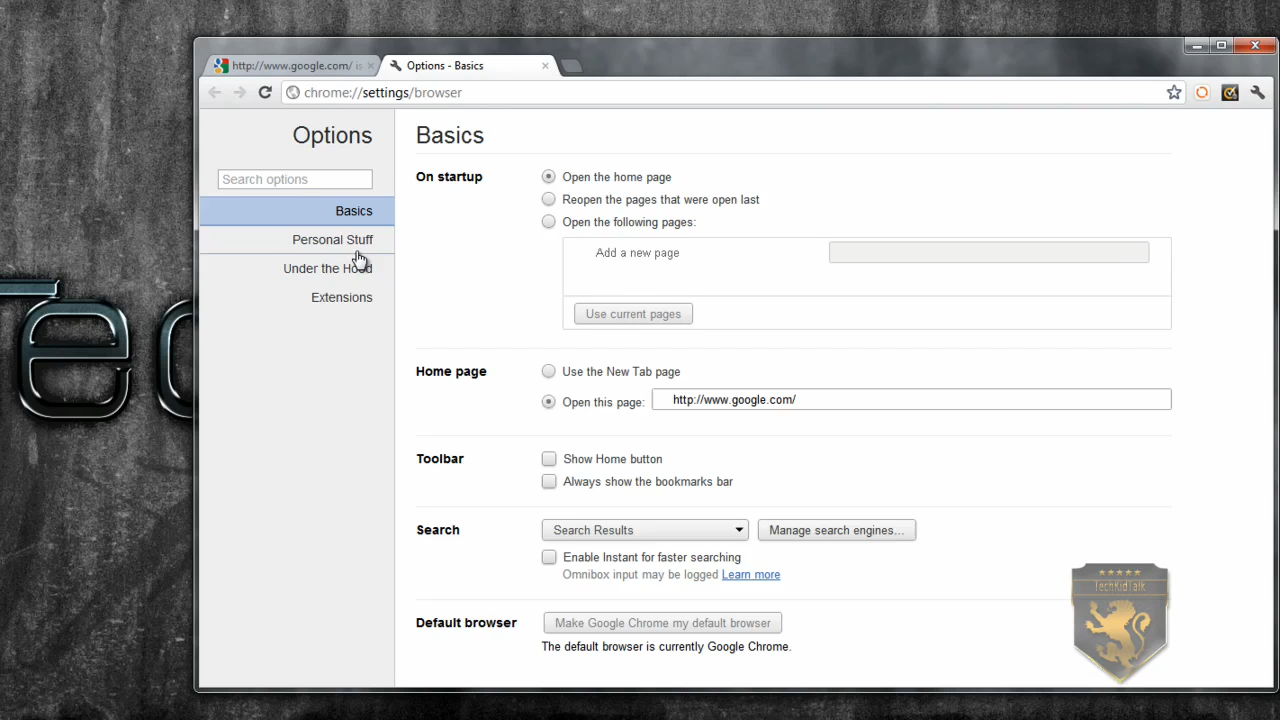 http://www.google.com/ is
Options - Basics
chrome://settings/browser
Options
Basics
Search options
On startup
Open the home page
Reopen the pages that were open last
Basics
Open the following pages:
Personal Stuff
Add a new page
Under the Hood
Extensions
Use current pages
Home page
Use the New Tab page
Open this page:
http://www.google.com/
Toolbar
Show Home button
Always show the bookmarks bar
Search
Search Results
Manage search engines...
Enable Instant for faster searching
Omnibox input may be logged Learn more
TechKidTalk
Default browser
Make Google Chrome my default browser
The default browser is currently Google Chrome.